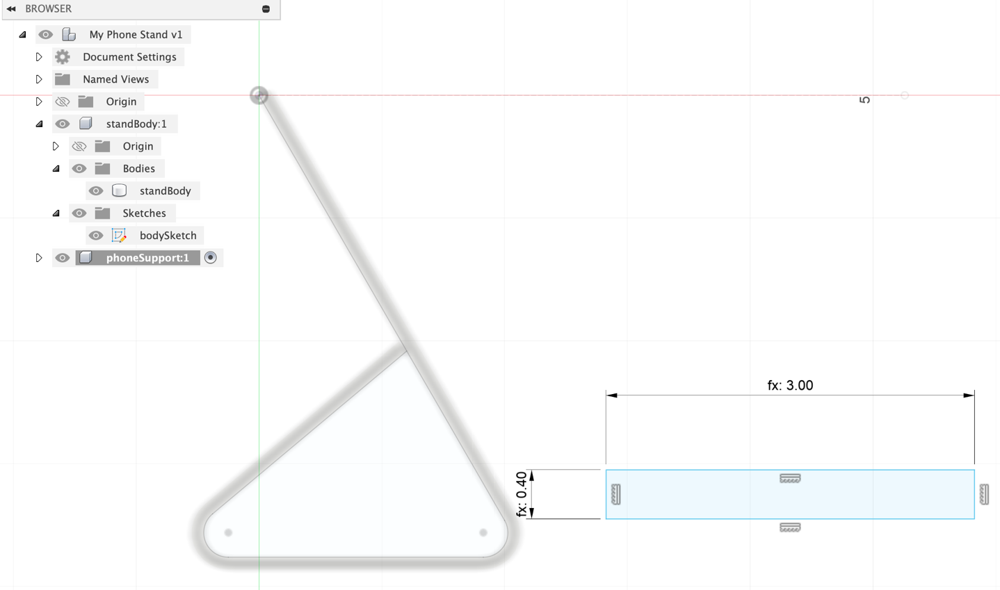 BROWSER
My Phone Stand v1
Document Settings
Named Views
Origin
standBody:1
Origin
Bodies
standBody
Sketches
bodySketch
phoneSupport:1
5
fx: 3.00
fx: 0.40